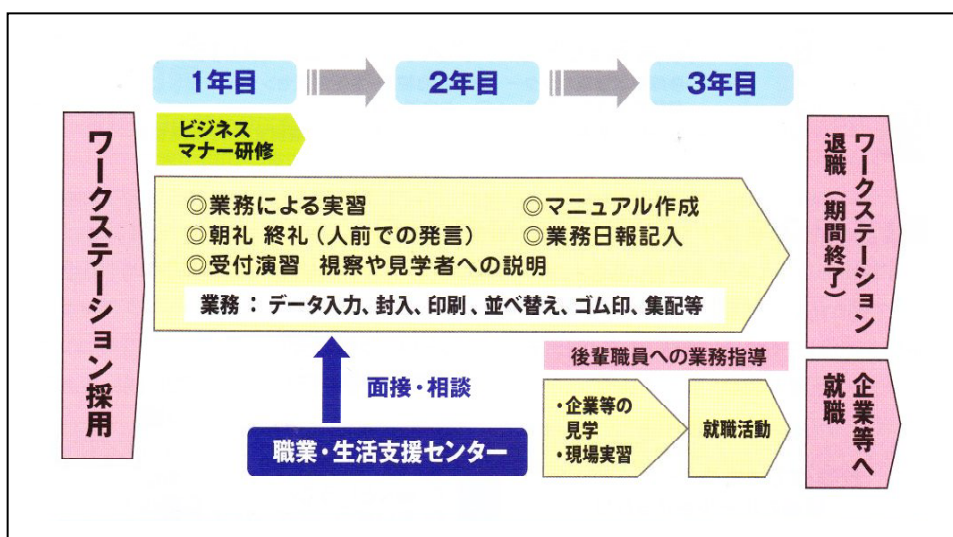 1年目
2年目
3年目
ワークステーション採用
ビジネス
マナー研修
◎業務による実習
◎マニュアル作成
◎朝礼 終礼（人前での発言）
◎業務日報記入
◎受付演習 視察や見学者への説明
業務 ： データ入力、封入、印刷 、並べ替え、ゴム印、集配等
面接・相談
職業・生活支援センター
後輩職員への業務指導
・企業等の
見学
・現場実習
就職活動
ワークステーション
退職（期間終了）
企業等へ
就職